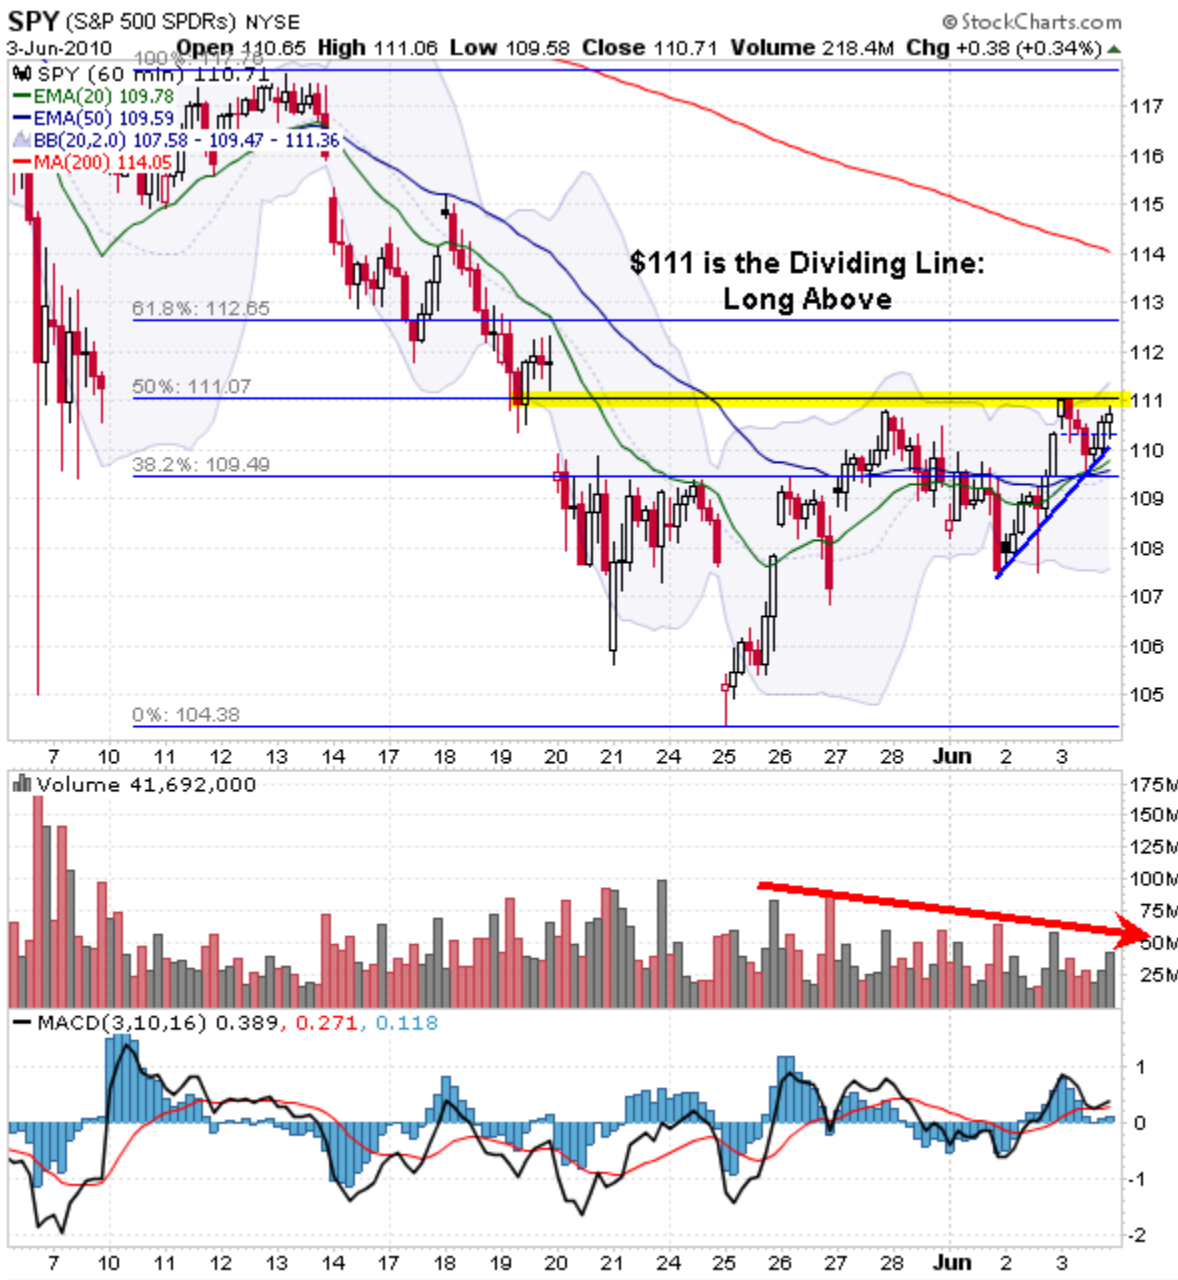 SPY (S&P 500 SPDRs) NYSE © StockCharts.com
3-Jun-2010 Open 110.65 High 111.06 Low 109.58 Close 110.71 Volume 218.4M Chg +0.38 (+0.34%)
100%: 117.76
SPY (60 min) 110.71
EMA(20) 109.78
EMA(50) 109.59
BB(20,2.0) 107.58 - 109.47 - 111.36
MA(200) 114.05
117
116
115
114
$111 is the Dividing Line:
Long Above
113
61.8%: 112.65
112
50%: 111.07
111
110
38.2%: 109.49
109
108
107
106
105
0%: 104.38
7 10 11 12 13 14 17 18 19 20 21 24 25 26 27 28 Jun 2 3
Volume 41,692,000
175M
150M
125M
100M
75M
50M
25M
MACD(3,10,16) 0.389, 0.271, 0.118
1
0
-1
-2
7 10 11 12 13 14 17 18 19 20 21 24 25 26 27 28 Jun 2 3